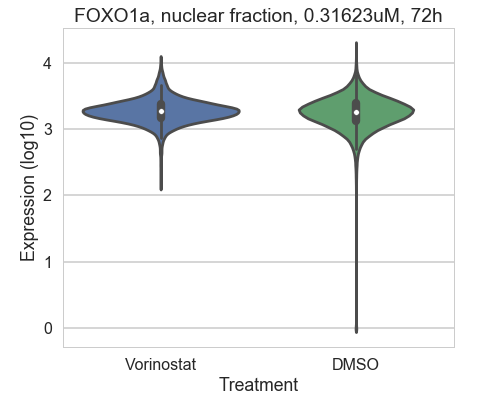 FOXO1a, nuclear fraction, 0.31623uM, 72h
4
3
2
1
0
Expression (log10)
Vorinostat
DMSO
Treatment